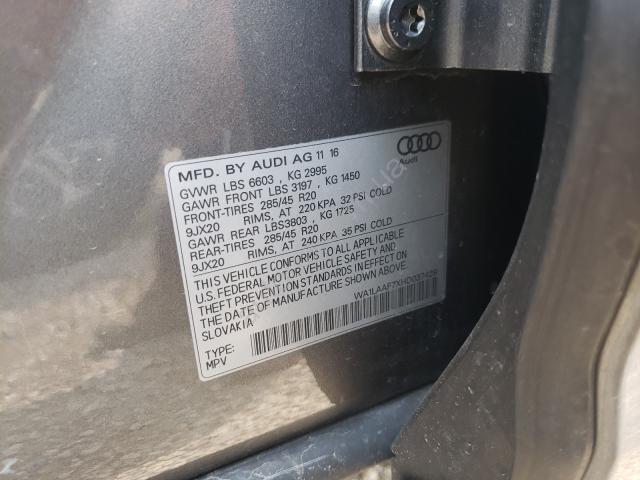 MFD. BY AUDI AG 11 16
Audi
GVWR LBS 6603 , KG 2995
GAWR FRONT LBS 3197 , KG 1450
FRONT-TIRES 285/45 R20
9JX20 RIMS, AT 220 KPA 32 PSI COLD
GAWR REAR LBS3803 , KG 1725
REAR-TIRES 285/45 R20
9JX20 RIMS, AT 240 KPA 35 PSI COLD
THIS VEHICLE CONFORMS TO ALL APPLICABLE
U.S. FEDERAL MOTOR VEHICLE SAFETY AND
THEFT PREVENTION STANDARDS IN EFFECT ON
THE DATE OF MANUFACTURE SHOWN ABOVE.
SLOVAKIA
WA1LAAF7XHD037429
TYPE:
MPV